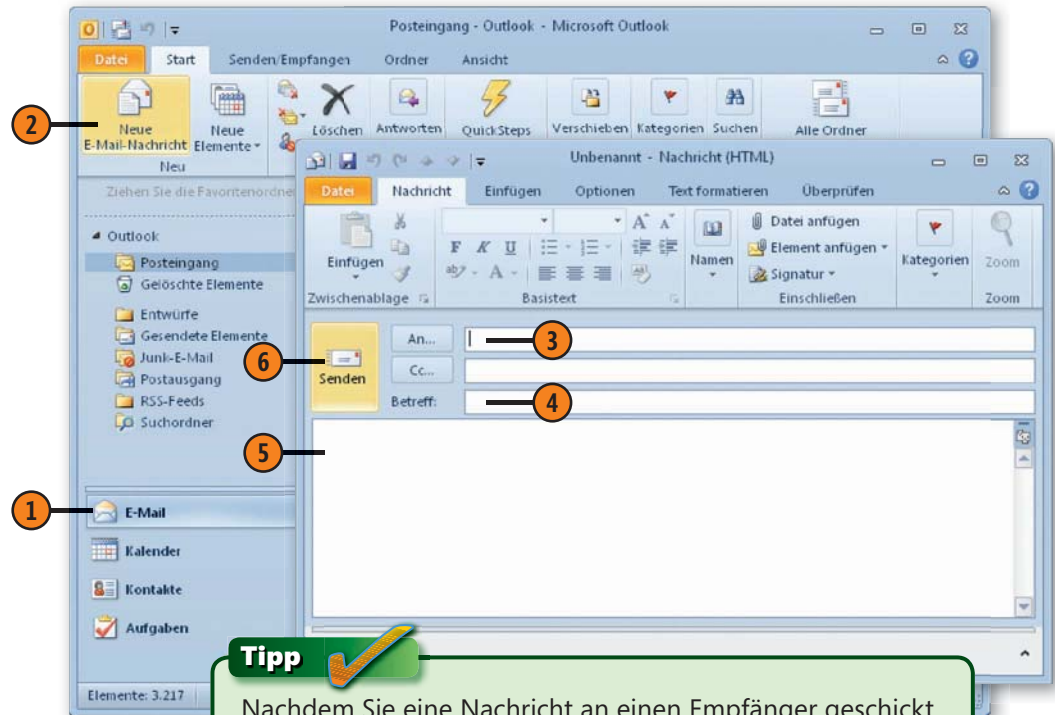 Posteingang - Outlook - Microsoft Outlook
Datei Start Senden/Empfangen Ordner Ansicht
2
Neue E-Mail-Nachricht
Neue Elemente
Löschen Antworten QuickSteps Verschieben Kategorien Suchen Alle Ordner
Neu
Ziehen Sie die Favoritenordne
Outlook
Posteingang
Gelöschte Elemente
Entwürfe
Gesendete Elemente
Junk-E-Mail
Postausgang
RSS-Feeds
Suchordner
1
E-Mail
Kalender
Kontakte
Aufgaben
Elemente: 3.217
Unbenannt - Nachricht (HTML)
Datei Nachricht Einfügen Optionen Text formatieren Überprüfen
Einfügen
F K U
A A
ab A
Namen
Datei anfügen
Element anfügen
Signatur
Kategorien
Zoom
Zwischenablage Basistext Einschließen Zoom
6
Senden
An... 3
Cc...
Betreff: 4
5
Tipp
Nachdem Sie eine Nachricht an einen Empfänger geschickt